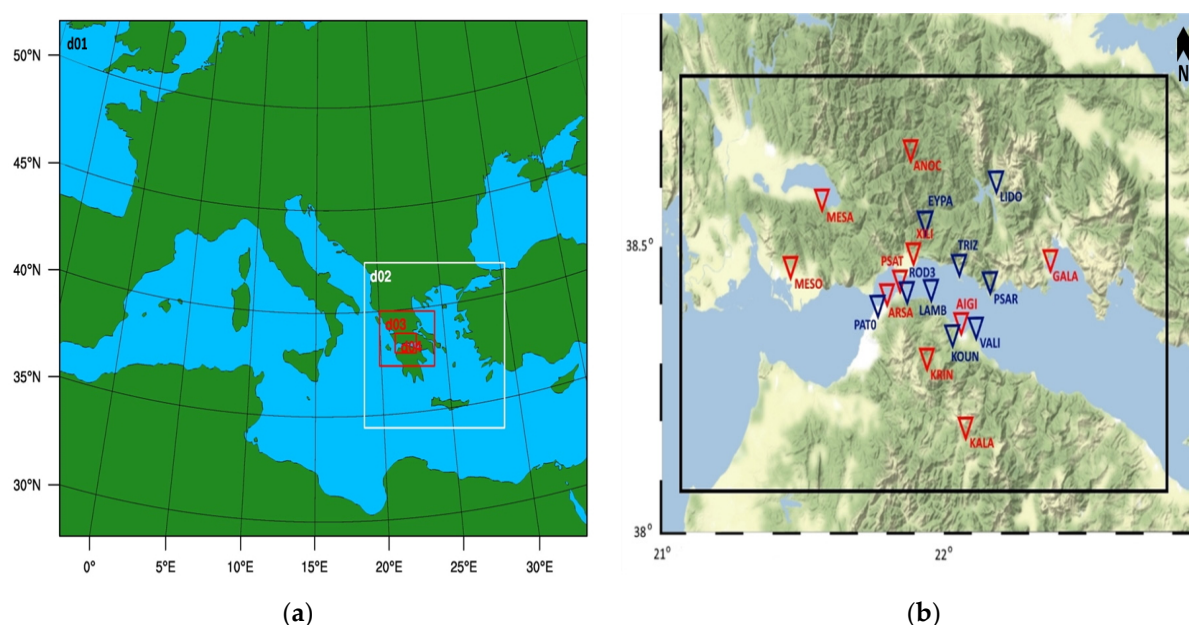 d01
50°N
45°N
40°N
35°N
30°N
0°
5°E
10°E
15°E
20°E
25°E
30°E
d02
d03
(a)
N
ANOC
MESA
LIDO
EYPA
XILI
TRIZ
MESO
PSAT
ROD3
GALA
PSAR
ARSA
LAMB
AIGI
PAT0
VALI
KOUN
KRIN
KALA
38.5°
38°
21°
22°
(b)